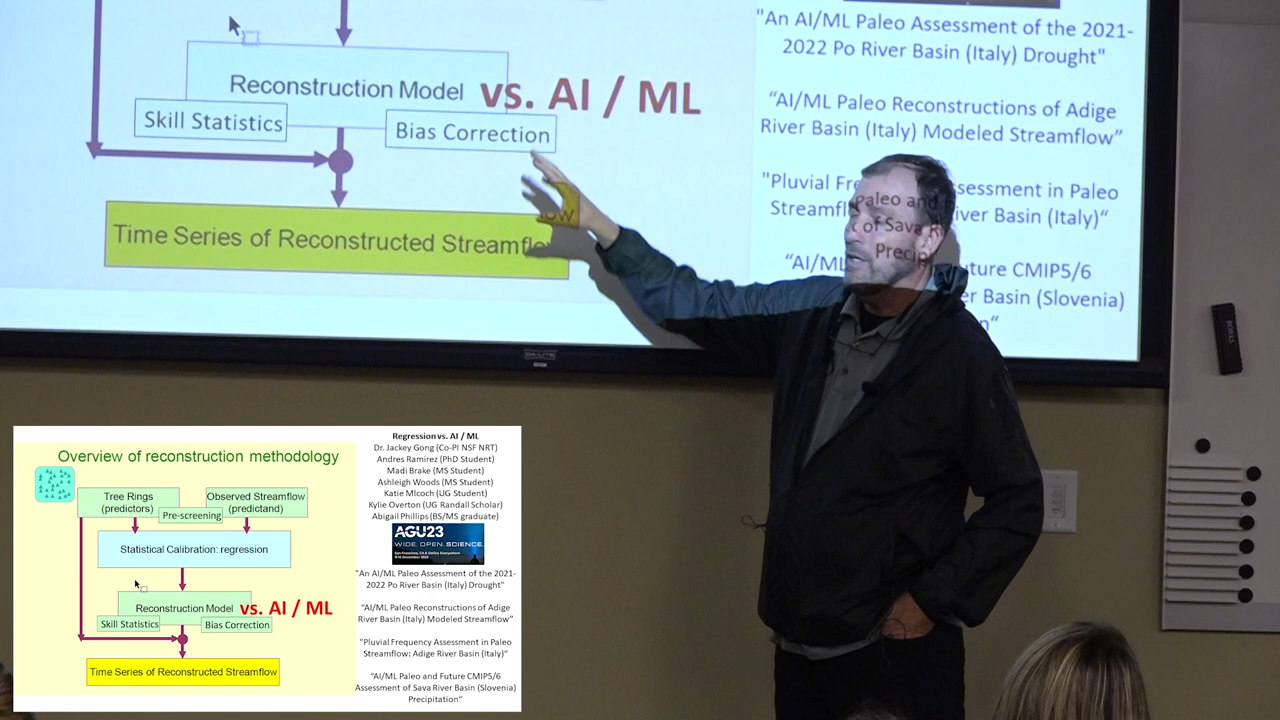 Reconstruction Model
vs. AI / ML
Skill Statistics
Bias Correction
Time Series of Reconstructed Streamflow
"An AI/ML Paleo Assessment of the 2021-
2022 Po River Basin (Italy) Drought"
“AI/ML Paleo Reconstructions of Adige
River Basin (Italy) Modeled Streamflow”
"Pluvial Frequency Assessment in Paleo
Streamflow: Adige River Basin (Italy)“
“AI/ML Paleo and Future CMIP5/6
Assessment of Sava River Basin (Slovenia)
Precipitation“
DA-LITE
Overview of reconstruction methodology
Tree Rings
(predictors)
Observed Streamflow
(predictand)
Pre-screening
Statistical Calibration: regression
Reconstruction Model
vs. AI / ML
Skill Statistics
Bias Correction
Time Series of Reconstructed Streamflow
Regression vs. AI / ML
Dr. Jackey Gong (Co-PI NSF NRT)
Andres Ramirez (PhD Student)
Madi Brake (MS Student)
Ashleigh Woods (MS Student)
Katie Mlcoch (UG Student)
Kylie Overton (UG Randall Scholar)
Abigail Phillips (BS/MS graduate)
AGU23
WIDE. OPEN. SCIENCE.
"An AI/ML Paleo Assessment of the 2021-
2022 Po River Basin (Italy) Drought"
“AI/ML Paleo Reconstructions of Adige
River Basin (Italy) Modeled Streamflow”
"Pluvial Frequency Assessment in Paleo
Streamflow: Adige River Basin (Italy)“
“AI/ML Paleo and Future CMIP5/6
Assessment of Sava River Basin (Slovenia)
Precipitation“